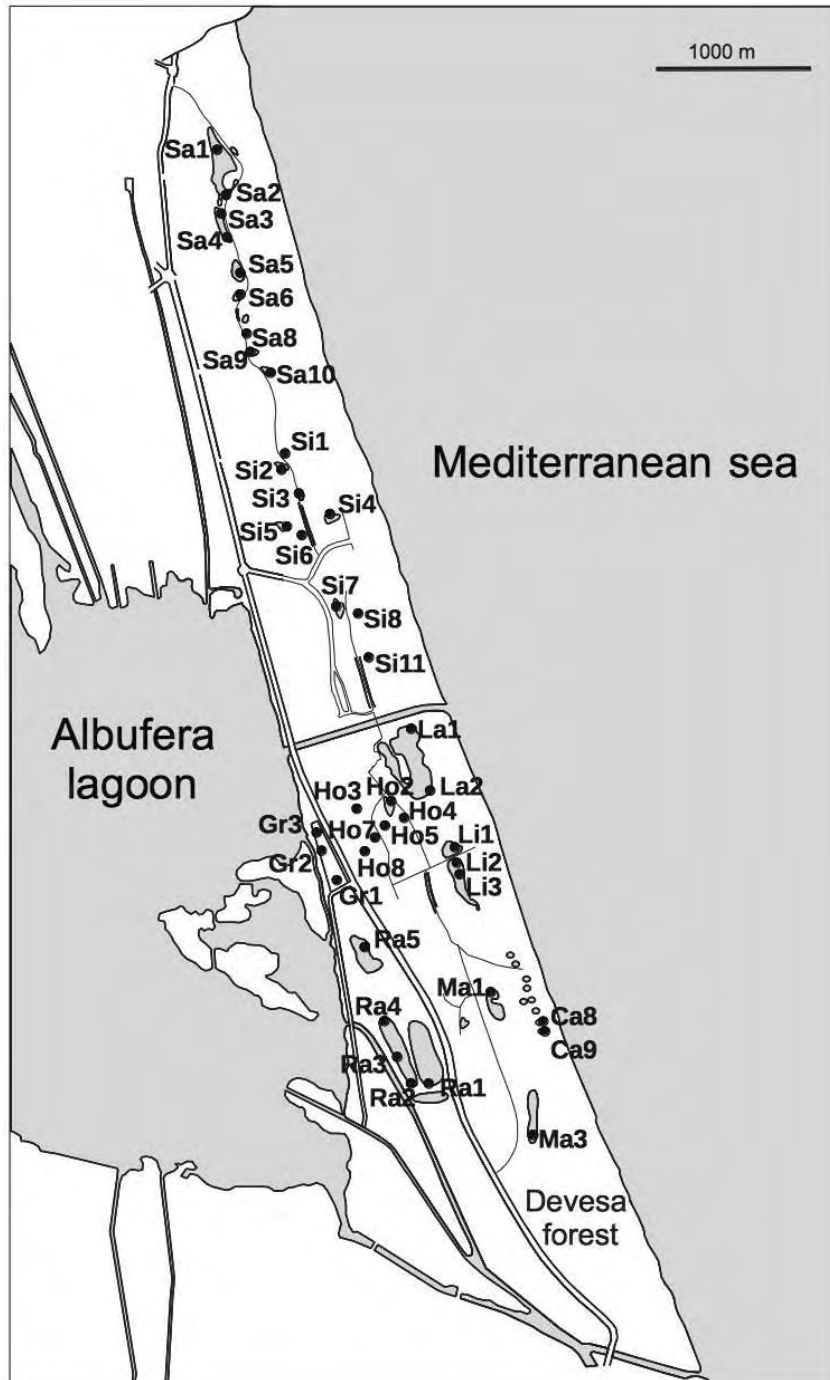 1000 m
Sa1
Sa2
Sa3
Sa4
Sa5
Sa6
Sa8
Sa9
Sa10
Mediterranean sea
Si1
Si2
Si3
Si4
Si5
Si6
Si7
Si8
Si11
Albufera
lagoon
La1
La2
Ho2
Ho3
Ho4
Ho5
Ho7
Ho8
Gr3
Gr2
Gr1
Li1
Li2
Li3
Ra5
Ma1
Ra4
Ca8
Ca9
Ra3
Ra2
Ra1
Ma3
Devesa
forest